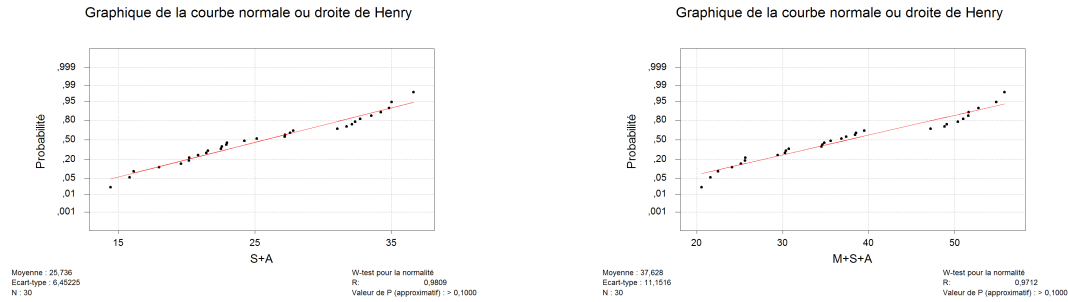 Graphique de la courbe normale ou droite de Henry
,999
,99
,95
,80
,50
,20
,05
,01
,001
Probabilité
15 25 35
S+A
Moyenne : 25,736
Ecart-type : 6,45225
N : 30
W-test pour la normalité
R: 0,9809
Valeur de P (approximatif) : > 0,1000
Graphique de la courbe normale ou droite de Henry
,999
,99
,95
,80
,50
,20
,05
,01
,001
Probabilité
20 30 40 50
M+S+A
Moyenne : 37,628
Ecart-type : 11,1516
N : 30
W-test pour la normalité
R: 0,9712
Valeur de P (approximatif) : > 0,1000